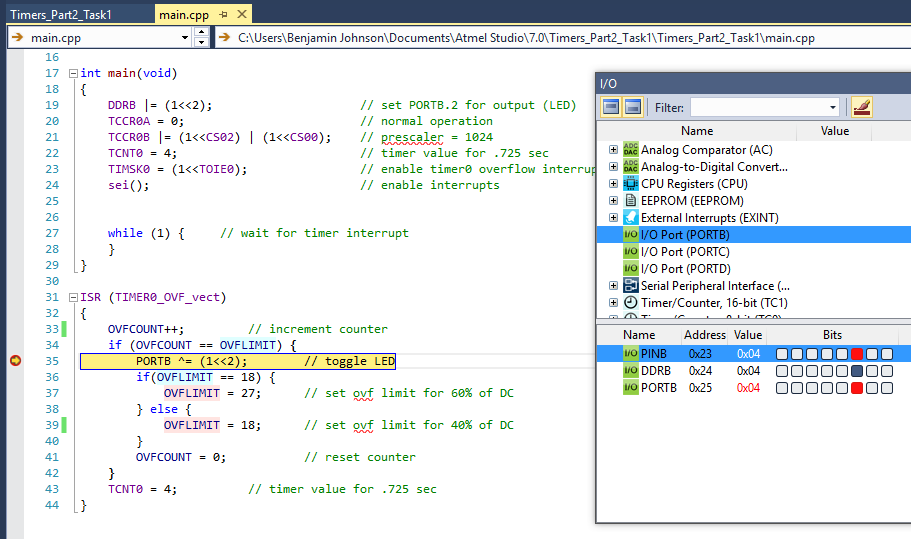 Timers_Part2_Task1 main.cpp
main.cpp C:\Users\Benjamin Johnson\Documents\Atmel Studio\7.0\Timers_Part2_Task1\Timers_Part2_Task1\main.cpp
16
17 int main(void)
18 {
19 DDRB |= (1<<2); // set PORTB.2 for output (LED)
20 TCCR0A = 0; // normal operation
21 TCCR0B |= (1<<CS02) | (1<<CS00); // prescaler = 1024
22 TCNT0 = 4; // timer value for .725 sec
23 TIMSK0 = (1<<TOIE0); // enable timer0 overflow interrup
24 sei(); // enable interrupts
25
26
27 while (1) { // wait for timer interrupt
28 }
29 }
30
31 ISR (TIMER0_OVF_vect)
32 {
33 OVFCOUNT++; // increment counter
34 if (OVFCOUNT == OVFLIMIT) {
35 PORTB ^= (1<<2); // toggle LED
36 if(OVFLIMIT == 18) {
37 OVFLIMIT = 27; // set ovf limit for 60% of DC
38 } else {
39 OVFLIMIT = 18; // set ovf limit for 40% of DC
40 }
41 OVFCOUNT = 0; // reset counter
42 }
43 TCNT0 = 4; // timer value for .725 sec
44 }
I/O
Filter:
Name Value
ADC DAC Analog Comparator (AC)
ADC DAC Analog-to-Digital Convert...
CPU Registers (CPU)
EEPROM (EEPROM)
External Interrupts (EXINT)
I/O I/O Port (PORTB)
I/O I/O Port (PORTC)
I/O I/O Port (PORTD)
Serial Peripheral Interface (...
Timer/Counter, 16-bit (TC1)
Name Address Value Bits
I/O PINB 0x23 0x04
I/O DDRB 0x24 0x04
I/O PORTB 0x25 0x04